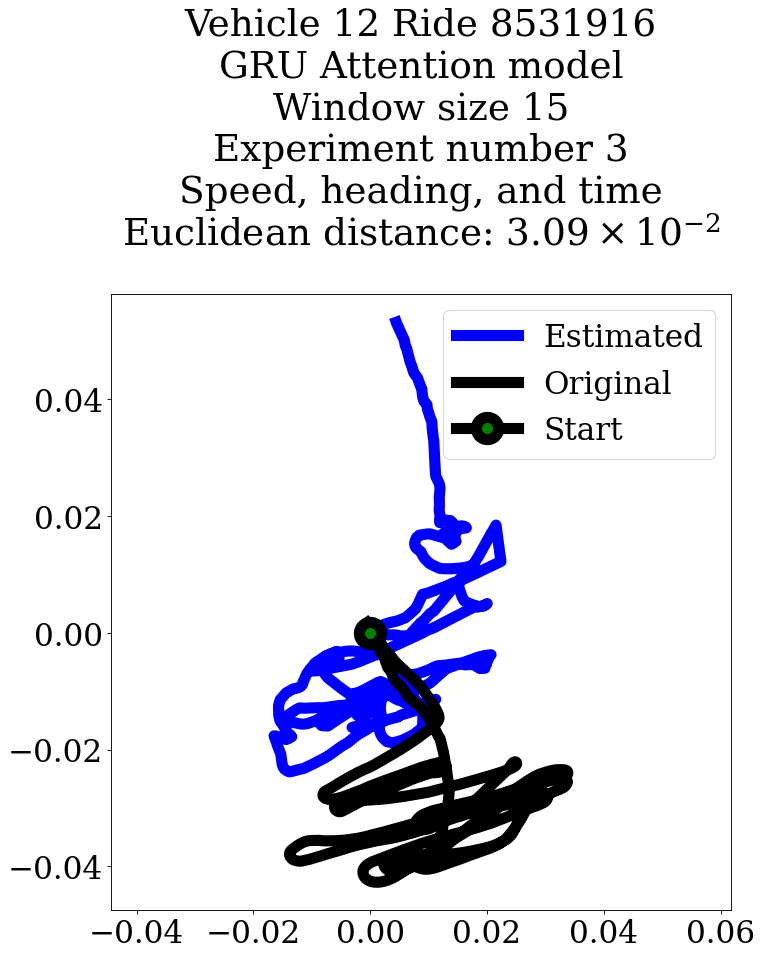 Vehicle 12 Ride 8531916
GRU Attention model
Window size 15
Experiment number 3
Speed, heading, and time
Euclidean distance: 3.09 × 10⁻²
Estimated
Original
Start
0.04
0.02
0.00
−0.02
−0.04
−0.04 −0.02 0.00 0.02 0.04 0.06